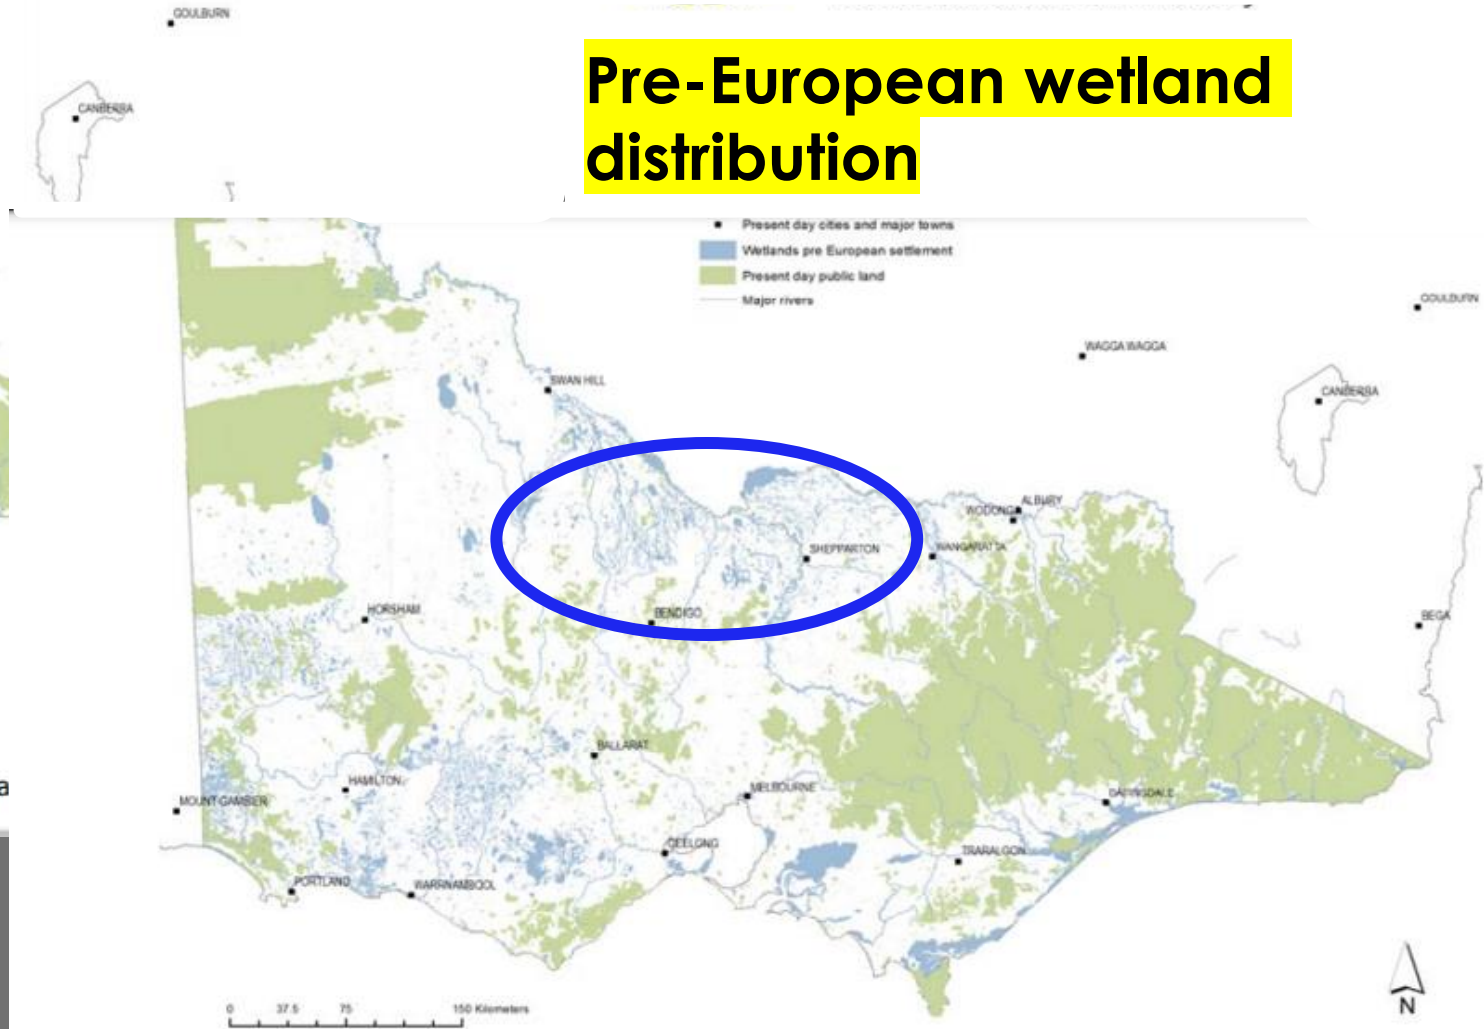 GOULBURN
CANBERRA
Pre-European wetland
distribution
Present day cities and major towns
Wetlands pre European settlement
Present day public land
Major rivers
GOULBURN
WAGGA WAGGA
CANBERRA
SWAN HILL
ALBURY
WODONGA
SHEPPARTON
WANGARATTA
HORSHAM
BENDIGO
BEGA
BALLARAT
HAMILTON
MELBOURNE
BAIRNSDALE
MOUNT GAMBIER
a
GEELONG
TRARALGON
PORTLAND
WARRNAMBOOL
0 37.5 75 150 Kilometers
N